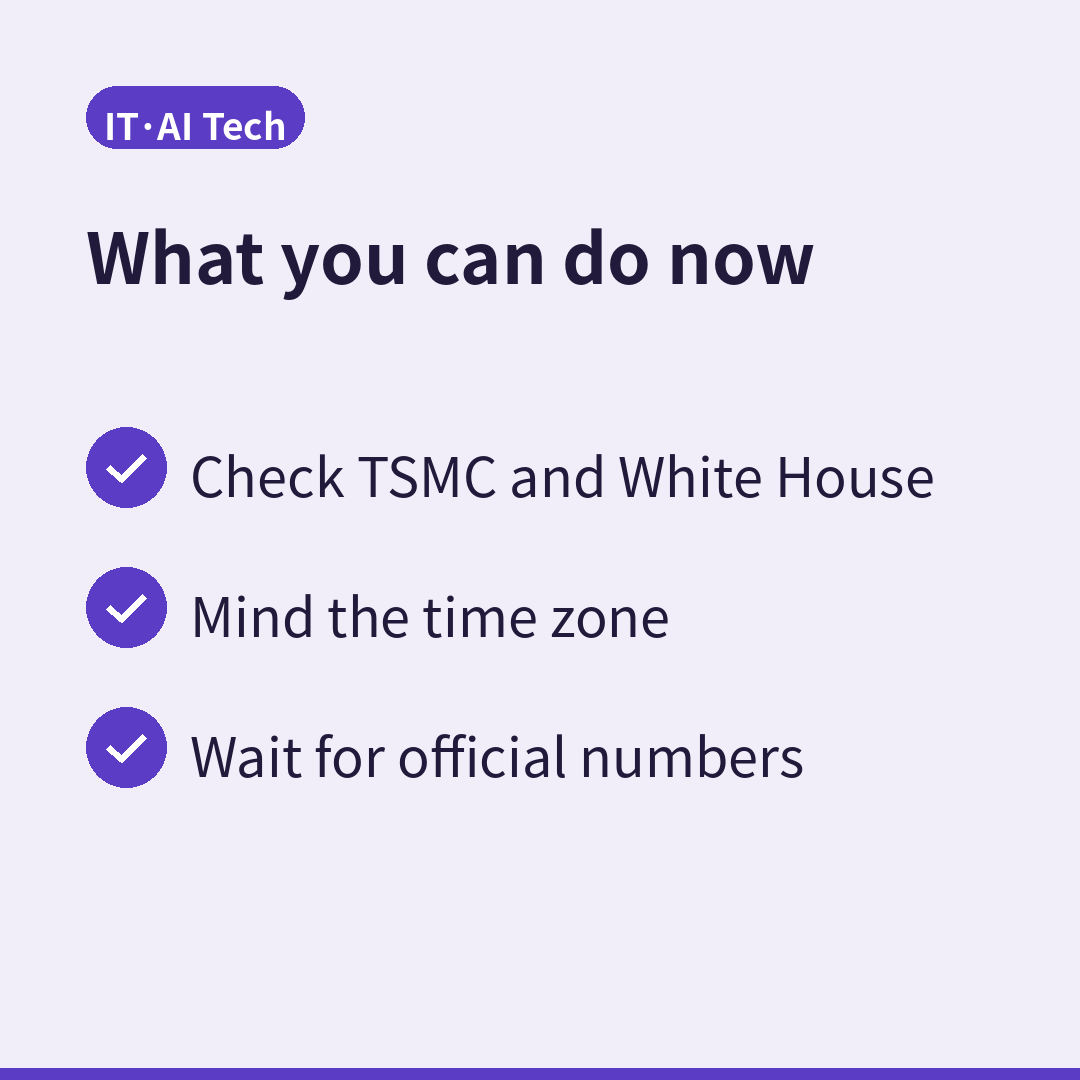 IT·AI Tech
What you can do now
Check TSMC and White House
Mind the time zone
Wait for official numbers